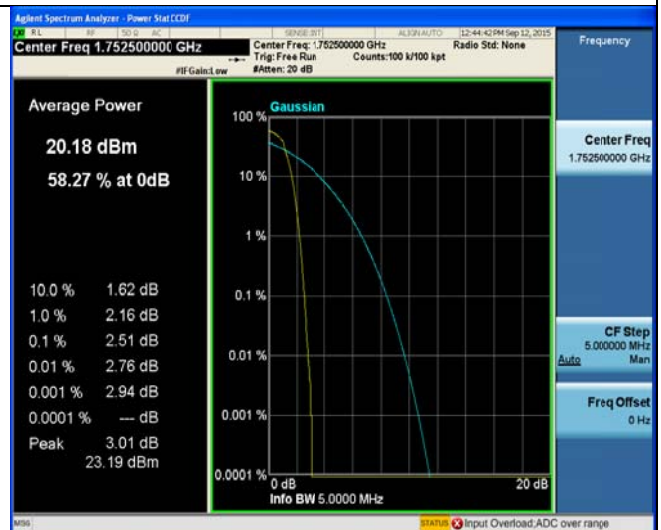 Agilent Spectrum Analyzer - Power Stat CCDF
RL RF 50 Ω AC SENSE:INT ALIGN AUTO 12:44:42 PM Sep 12, 2015
Center Freq 1.752500000 GHz
Center Freq: 1.752500000 GHz Radio Std: None
Trig: Free Run Counts:100 k/100 kpt
#IFGain:Low #Atten: 20 dB
Frequency
Average Power
20.18 dBm
58.27 % at 0dB
10.0 % 1.62 dB
1.0 % 2.16 dB
0.1 % 2.51 dB
0.01 % 2.76 dB
0.001 % 2.94 dB
0.0001 % --- dB
Peak 3.01 dB
23.19 dBm
Gaussian
100 %
10 %
1 %
0.1 %
0.01 %
0.001 %
0.0001 %
0 dB 20 dB
Info BW 5.0000 MHz
Center Freq
1.752500000 GHz
CF Step
5.000000 MHz
Auto Man
Freq Offset
0 Hz
MSG STATUS Input Overload;ADC over range